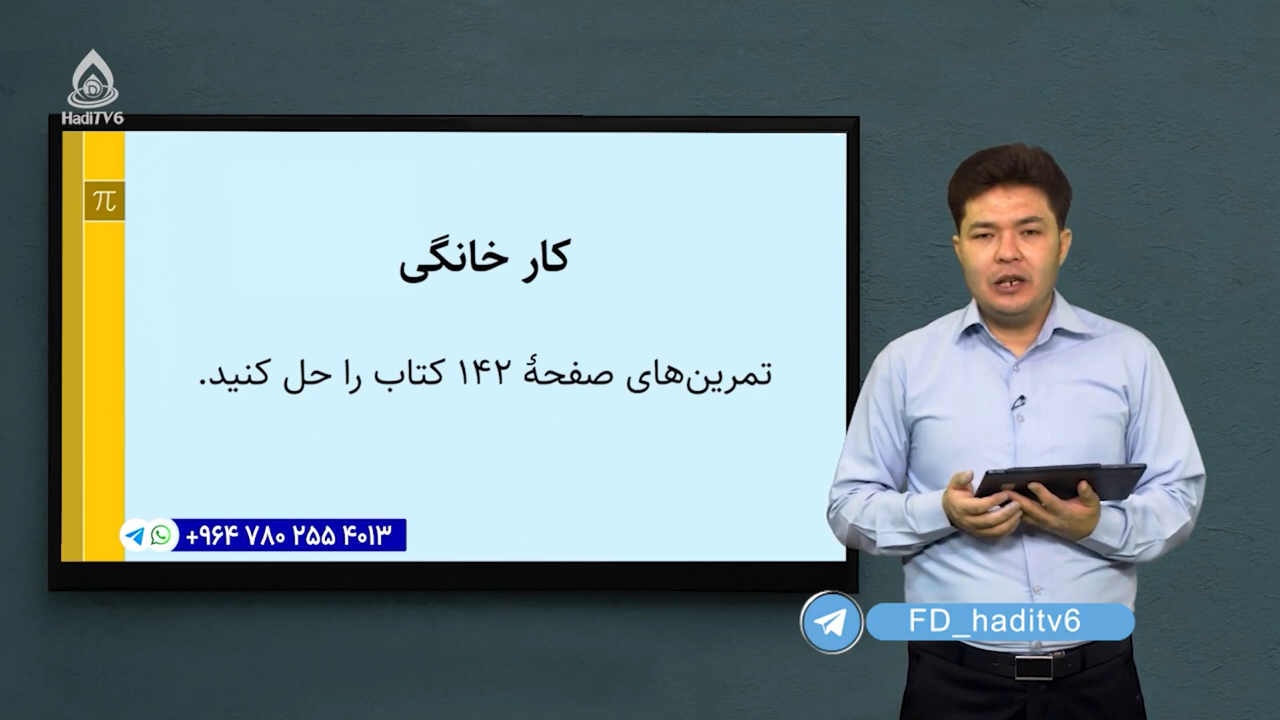 HadiTV6
π
کار خانگی
تمرین‌های صفحهٔ ۱۴۲ کتاب را حل کنید.
+۹۶۴ ۷۸۰ ۲۵۵ ۴۰۱۳
FD_haditv6